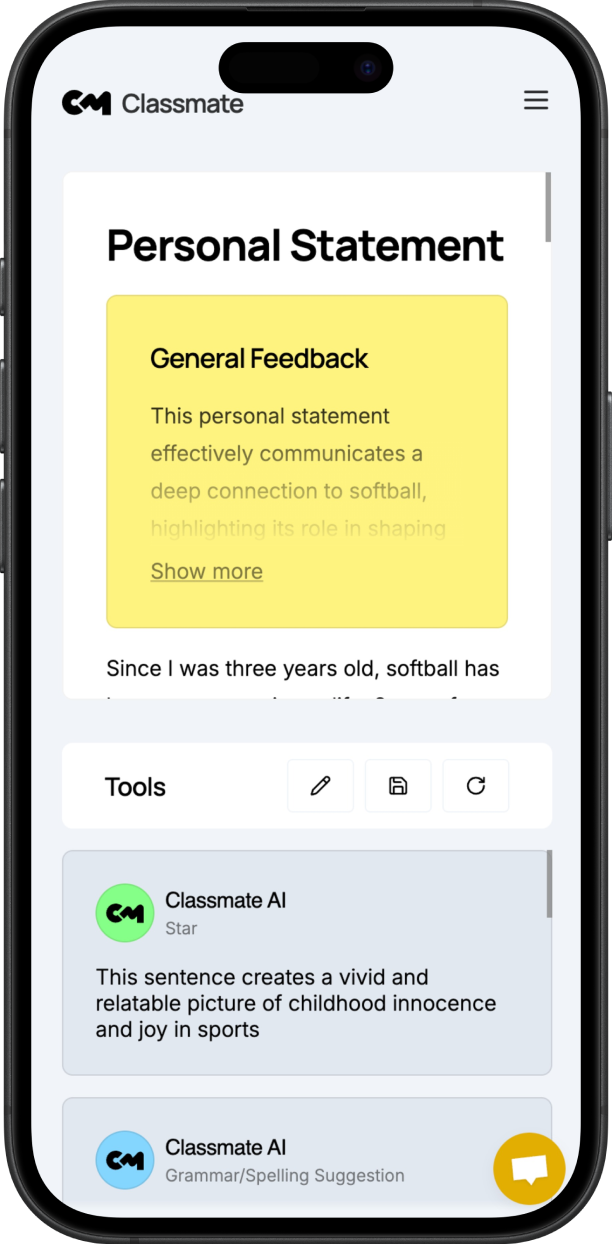 CM Classmate
Personal Statement
General Feedback
This personal statement
effectively communicates a
deep connection to softball,
highlighting its role in shaping
Show more
Since I was three years old, softball has
Tools
CM
Classmate AI
Star
This sentence creates a vivid and
relatable picture of childhood innocence
and joy in sports
CM
Classmate AI
Grammar/Spelling Suggestion